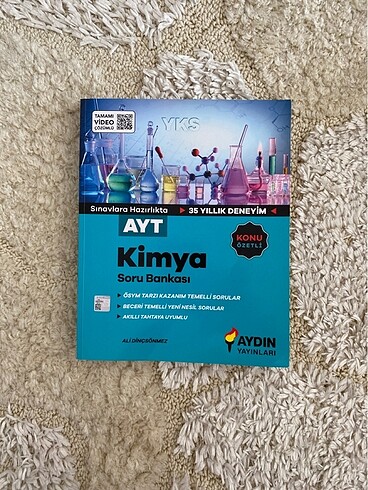 TAMAMI
VİDEO
ÇÖZÜMLÜ
YKS
Sınavlara Hazırlıkta
35 YILLIK DENEYİM
AYT
KONU
ÖZETLİ
Kimya
Soru Bankası
ÖSYM TARZI KAZANIM TEMELLİ SORULAR
BECERİ TEMELLİ YENİ NESİL SORULAR
AKILLI TAHTAYA UYUMLU
ALİ DİNÇSÖNMEZ
AYDIN
YAYINLARI